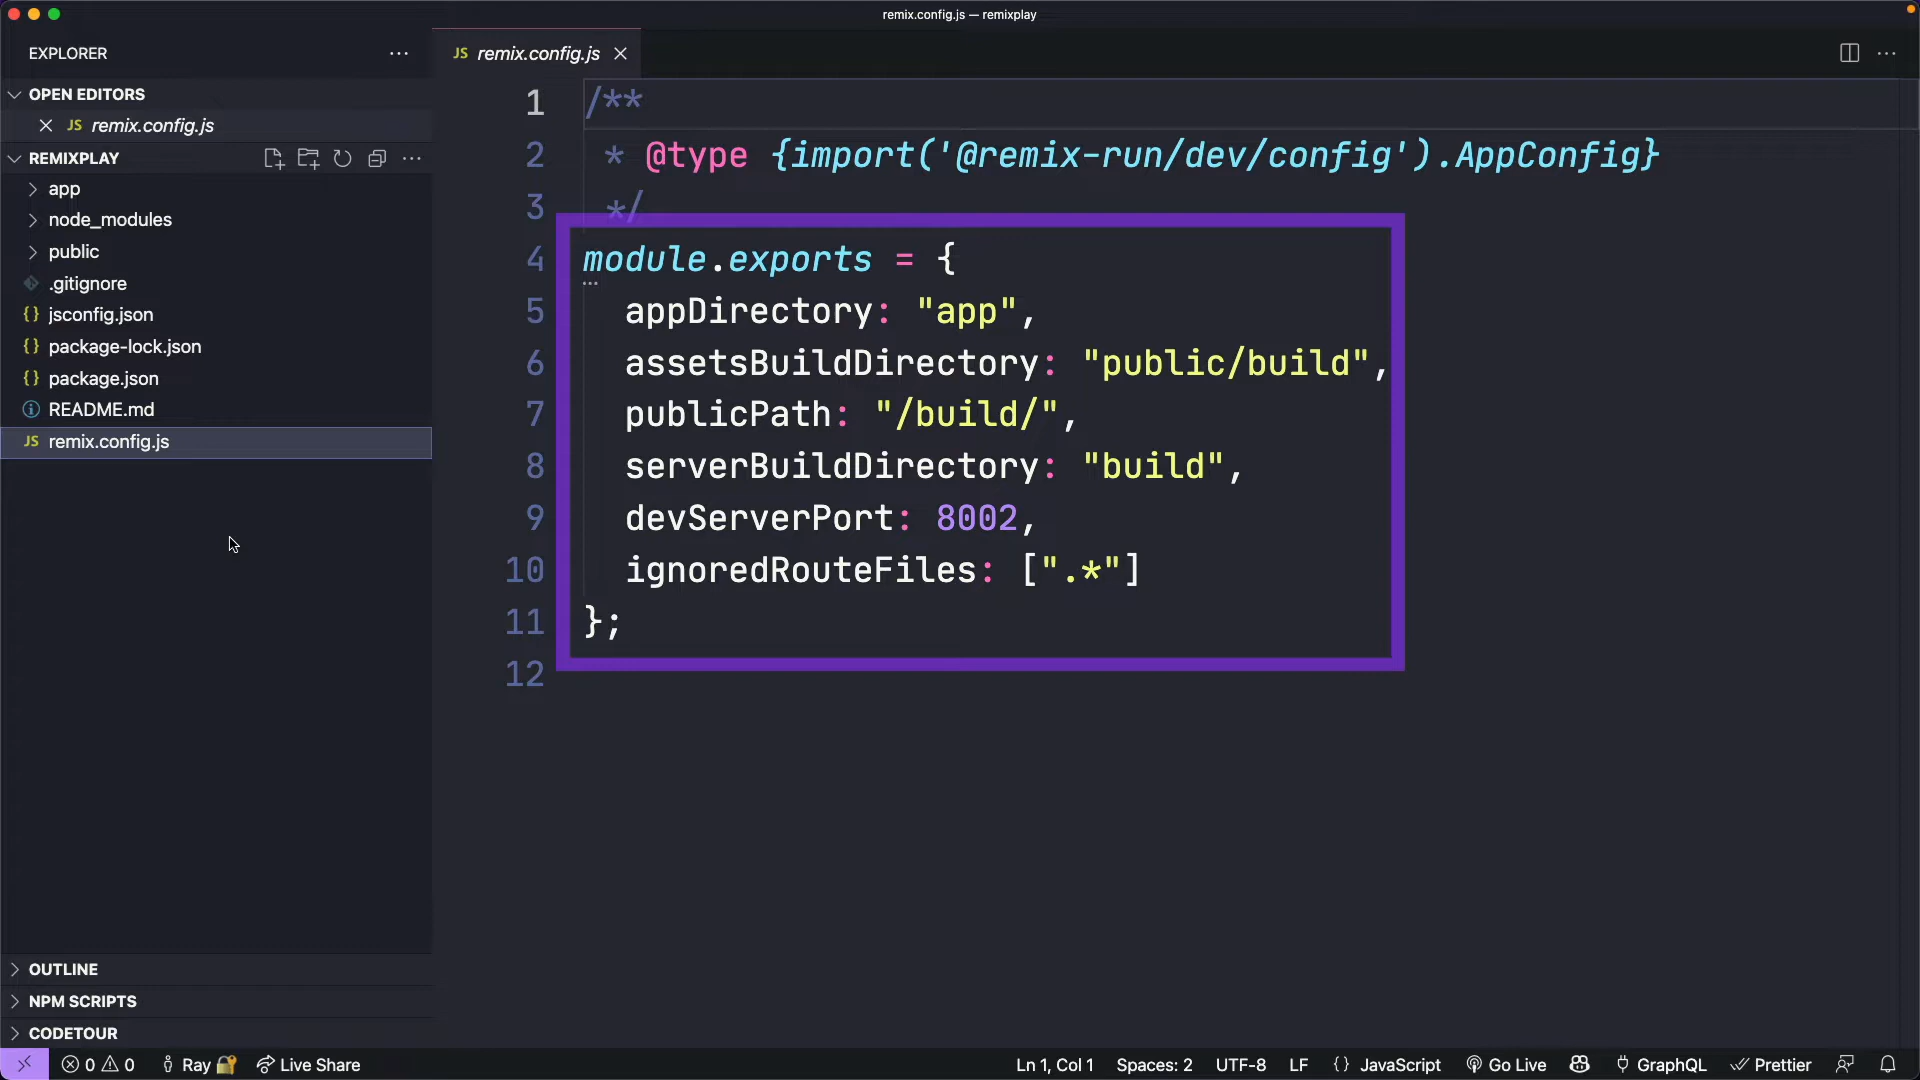 remix.config.js — remixplay
EXPLORER
JS remix.config.js
OPEN EDITORS
JS remix.config.js
REMIXPLAY
app
node_modules
public
.gitignore
{} jsconfig.json
{} package-lock.json
{} package.json
README.md
JS remix.config.js
OUTLINE
NPM SCRIPTS
CODETOUR
1 /**
2 * @type {import('@remix-run/dev/config').AppConfig}
3 */
4 module.exports = {
5 appDirectory: "app",
6 assetsBuildDirectory: "public/build",
7 publicPath: "/build/",
8 serverBuildDirectory: "build",
9 devServerPort: 8002,
10 ignoredRouteFiles: [".*"]
11 };
12
0 0 Ray Live Share Ln 1, Col 1 Spaces: 2 UTF-8 LF {} JavaScript Go Live GraphQL Prettier